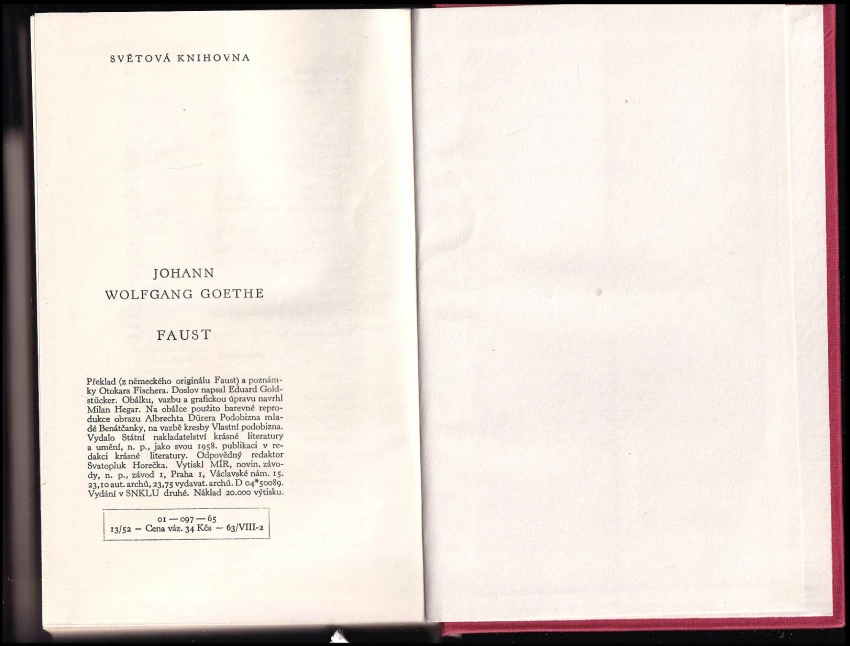 SVĚTOVÁ KNIHOVNA
JOHANN
WOLFGANG GOETHE
FAUST
Překlad (z německého originálu Faust) a poznám-
ky Otokara Fischera. Doslov napsal Eduard Gold-
stücker. Obálku, vazbu a grafickou úpravu navrhl
Milan Hegar. Na obálce použito barevné repro-
dukce obrazu Albrechta Dürera Podobizna mla-
dé Benátčanky, na vazbě kresby Vlastní podobizna.
Vydalo Státní nakladatelství krásné literatury
a umění, n. p., jako svou 1958. publikaci v re-
dakci krásné literatury. Odpovědný redaktor
Svatopluk Horečka. Vytiskl MÍR, novin. závo-
dy, n. p., závod 1, Praha 1, Václavské nám. 15.
23,10 aut. archů, 23,75 vydavat. archů. D 04*50089.
Vydání v SNKLU druhé. Náklad 20.000 výtisku.
01 — 097 — 65
13/52 — Cena váz. 34 Kčs — 63/VIII-2